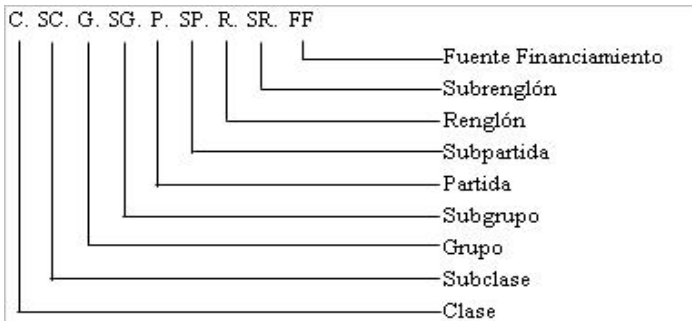 C. SC. G. SG. P. SP. R. SR. FF
Fuente Financiamiento
Subrenglón
Renglón
Subpartida
Partida
Subgrupo
Grupo
Subclase
Clase